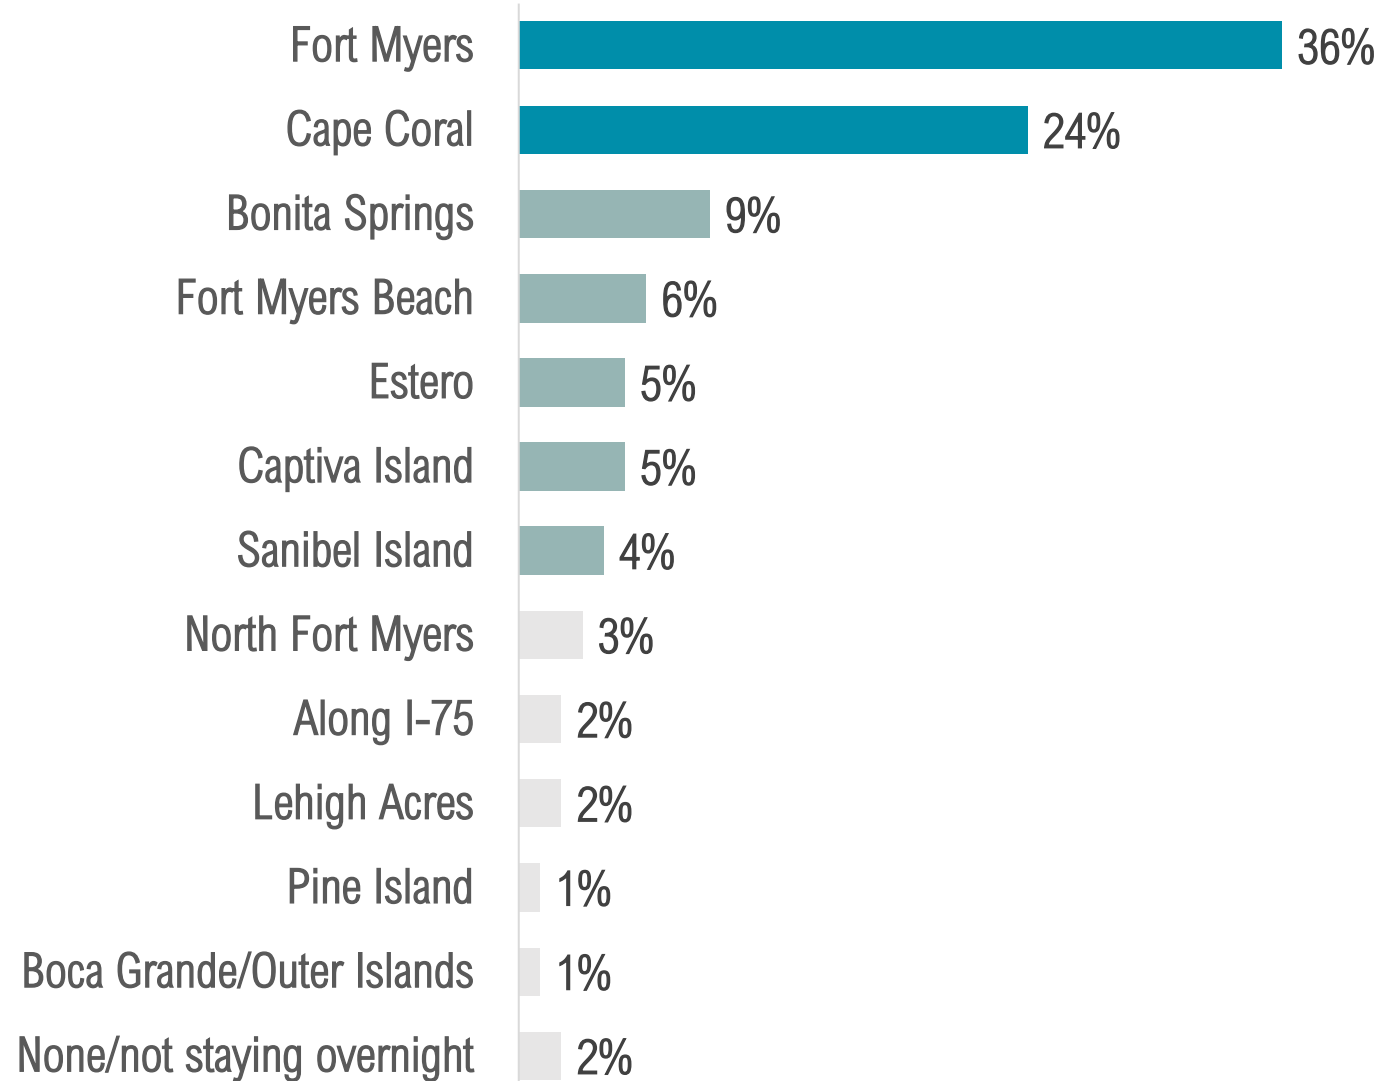 Fort Myers 36%
Cape Coral 24%
Bonita Springs 9%
Fort Myers Beach 6%
Estero 5%
Captiva Island 5%
Sanibel Island 4%
North Fort Myers 3%
Along I-75 2%
Lehigh Acres 2%
Pine Island 1%
Boca Grande/Outer Islands 1%
None/not staying overnight 2%